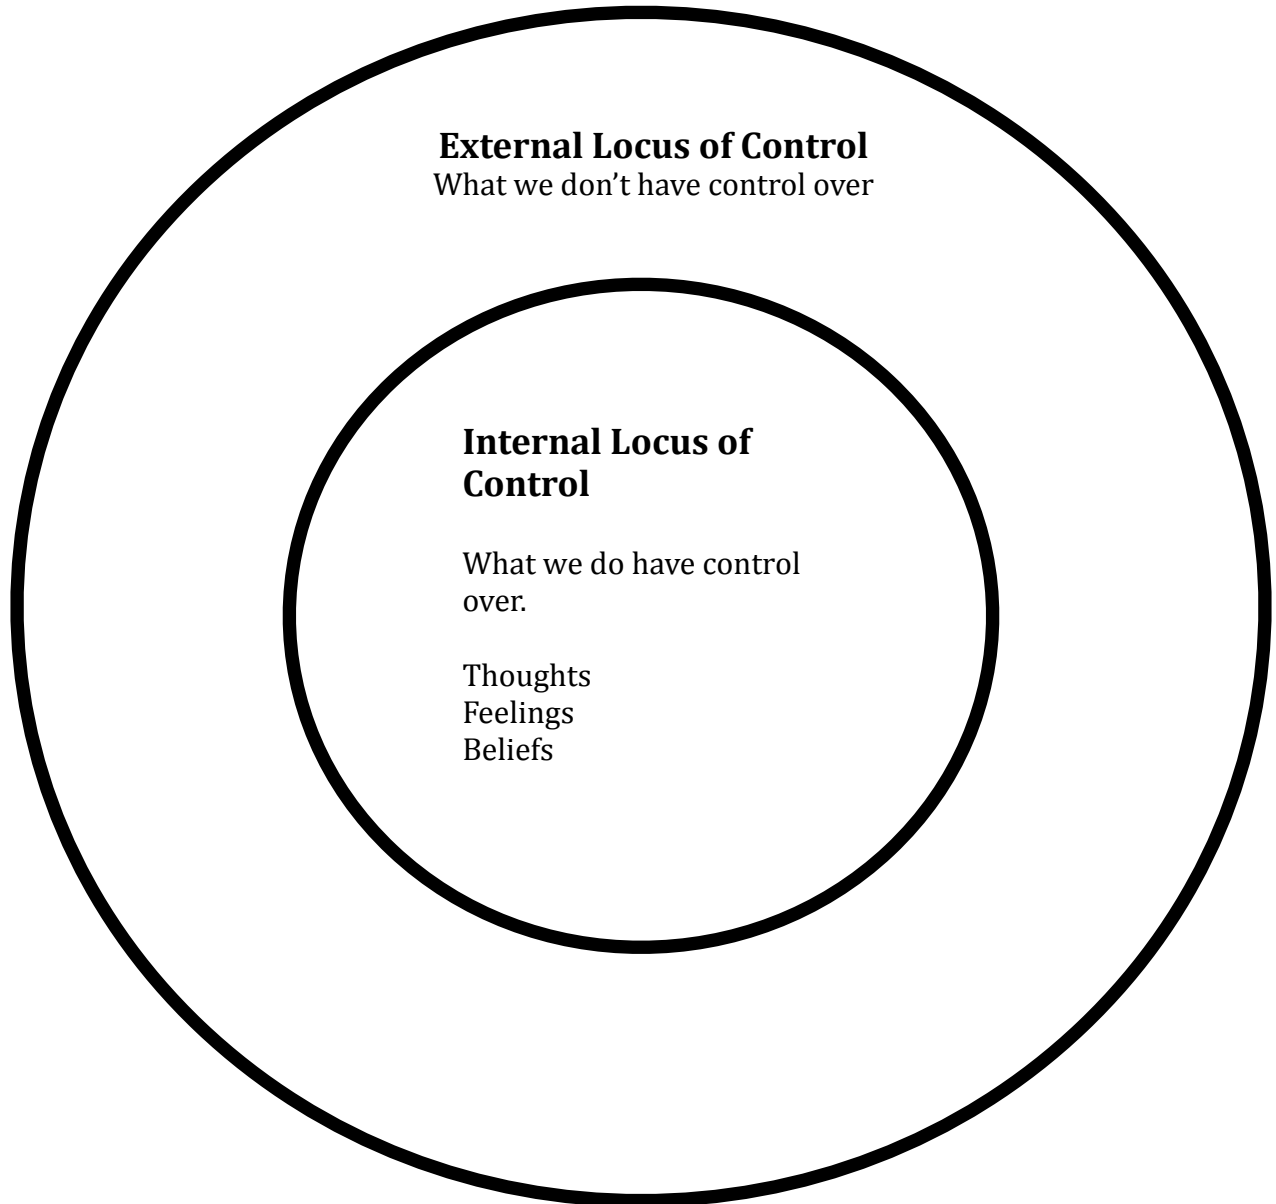 External Locus of Control
What we don’t have control over
Internal Locus of
Control
What we do have control
over.
Thoughts
Feelings
Beliefs